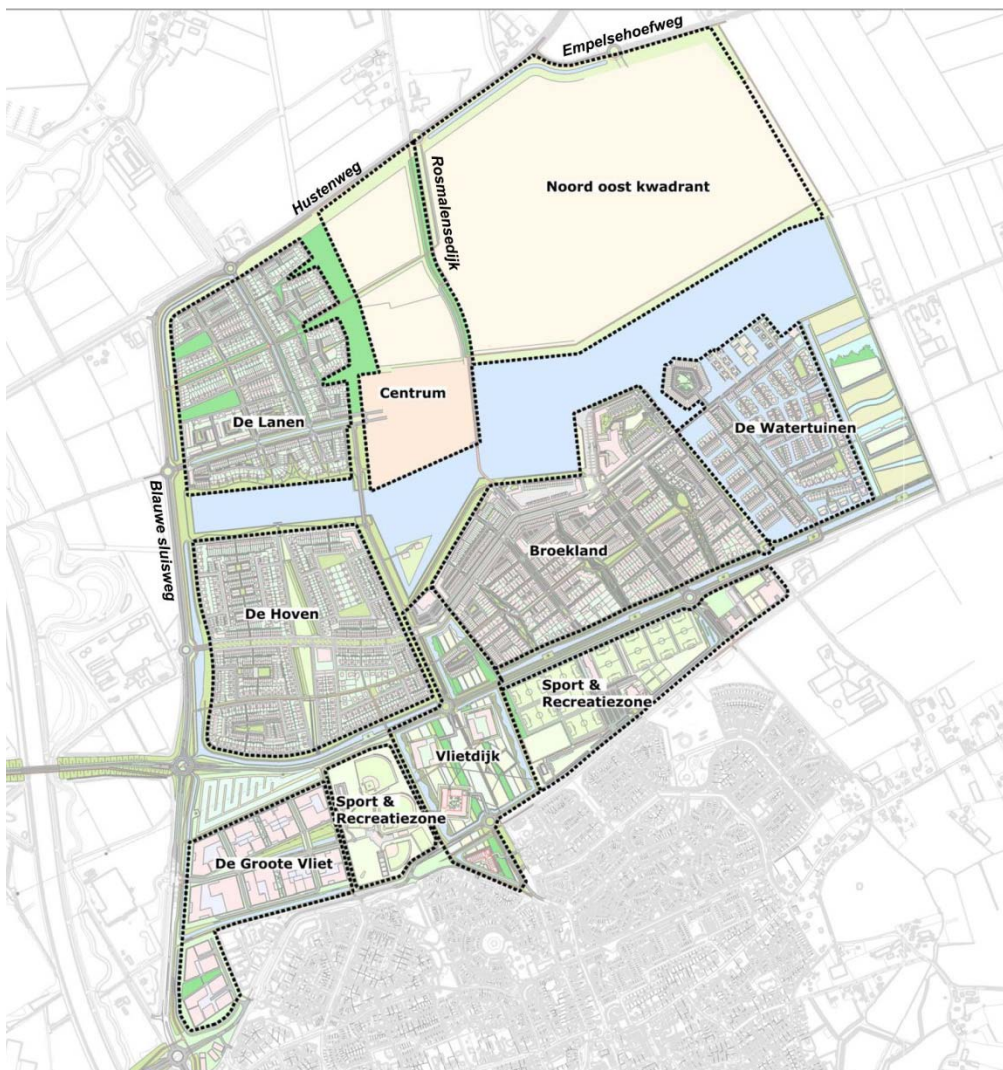 Empelsehoefweg
Hustenweg
Rosmalensedijk
Noord oost kwadrant
Centrum
De Lanen
De Watertuinen
Blauwe sluisweg
Broekland
De Hoven
Sport &
Recreatiezone
Vlietdijk
Sport &
Recreatiezone
De Groote Vliet